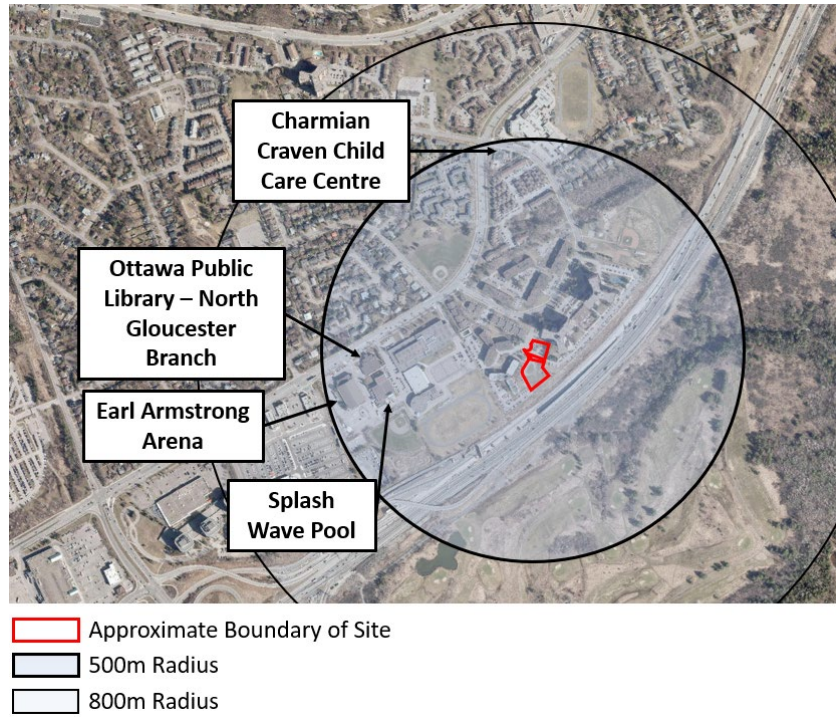 Charmian
Craven Child
Care Centre
Ottawa Public
Library – North
Gloucester
Branch
Earl Armstrong
Arena
Splash
Wave Pool
Approximate Boundary of Site
500m Radius
800m Radius